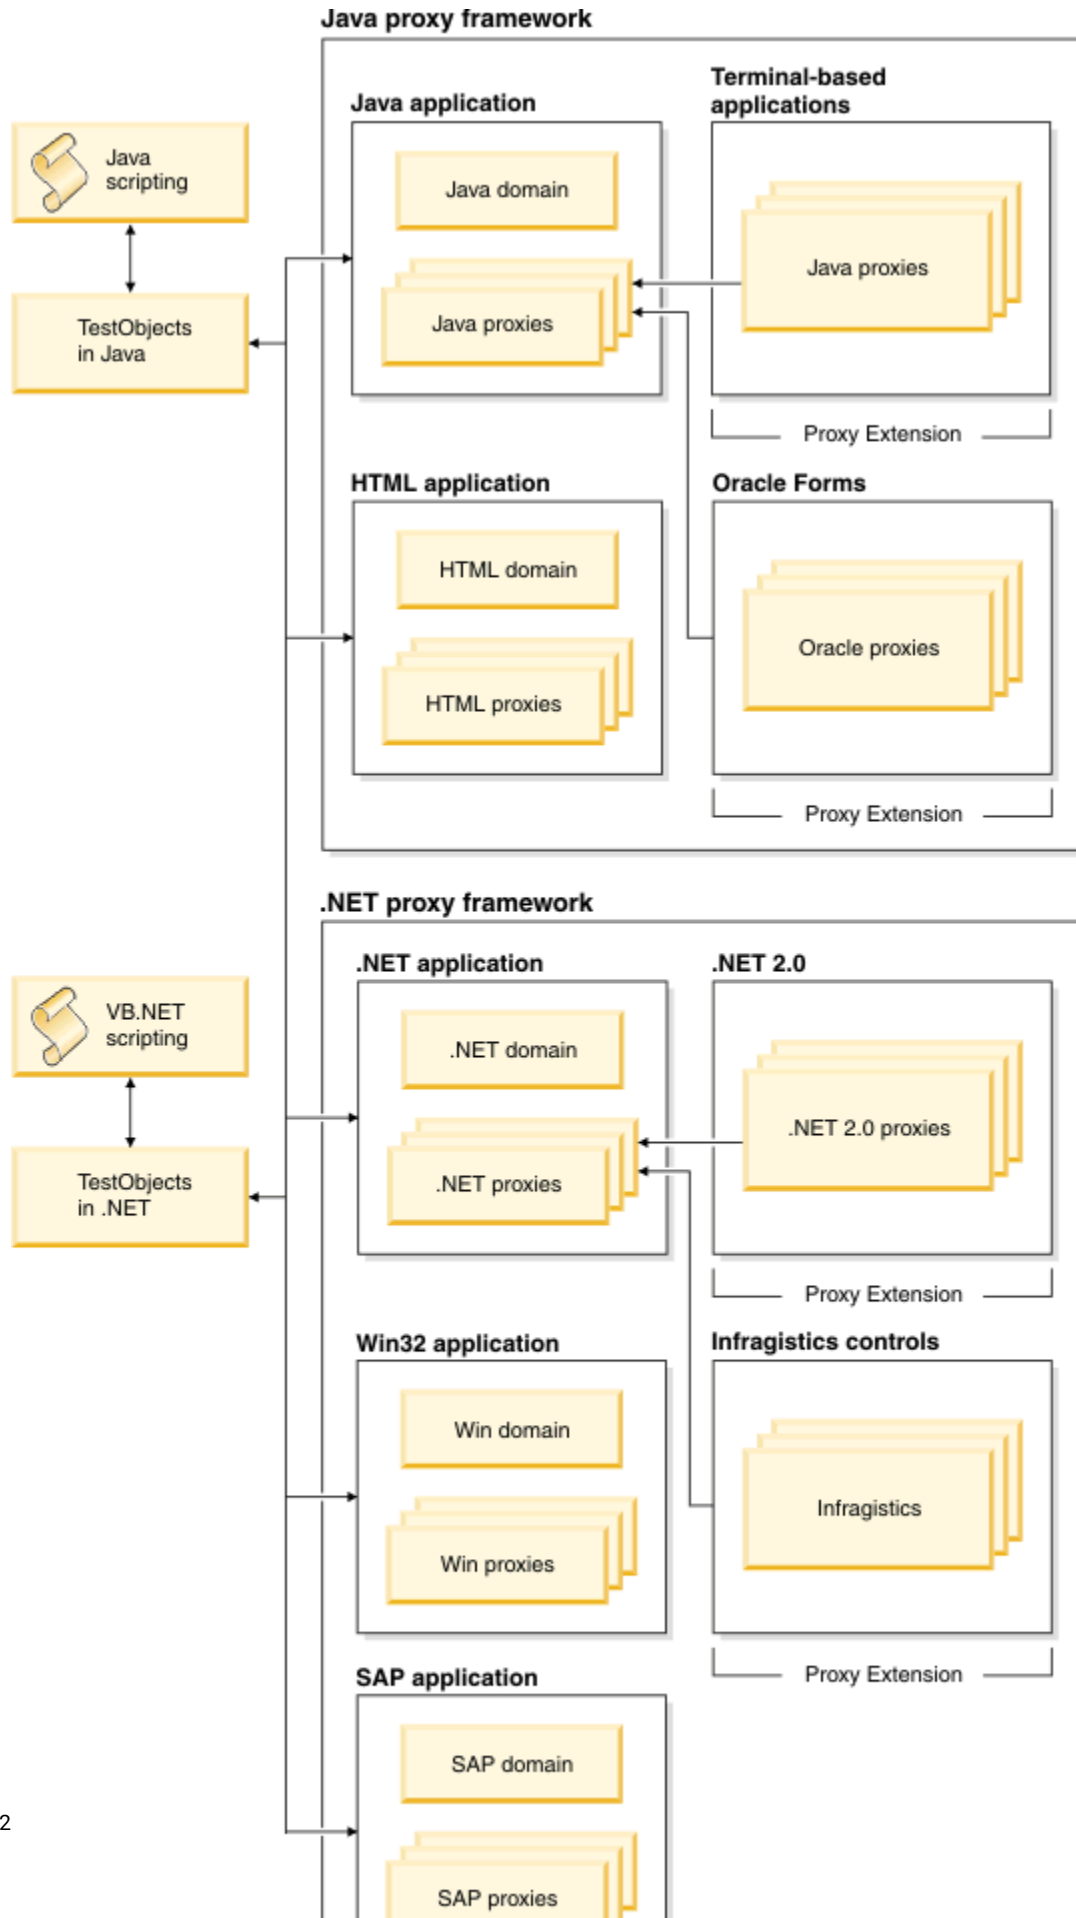 Java proxy framework
Java application
Terminal-based
applications
Java
scripting
Java domain
Java proxies
Java proxies
TestObjects
in Java
Proxy Extension
HTML application
Oracle Forms
HTML domain
Oracle proxies
HTML proxies
Proxy Extension
.NET proxy framework
.NET application
.NET 2.0
VB.NET
scripting
.NET domain
.NET 2.0 proxies
.NET proxies
TestObjects
in .NET
Proxy Extension
Win32 application
Infragistics controls
Win domain
Infragistics
Win proxies
Proxy Extension
SAP application
SAP domain
2
SAP proxies